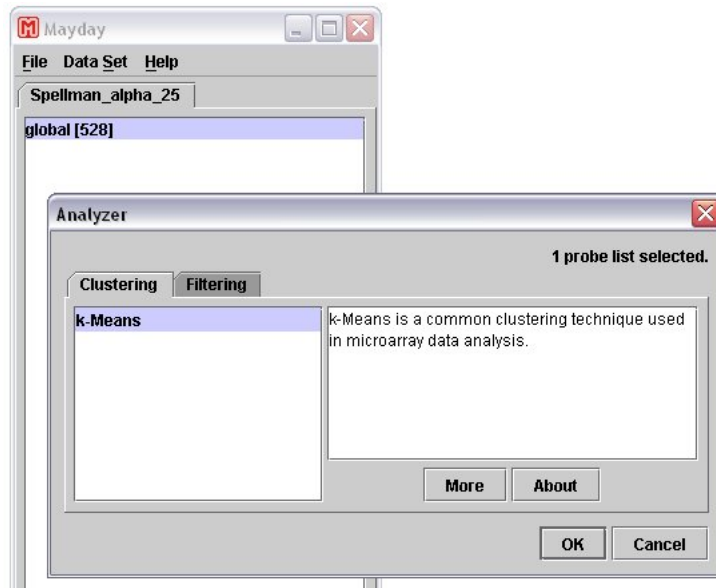 Mayday
File Data Set Help
Spellman_alpha_25
global [528]
Analyzer
1 probe list selected.
Clustering Filtering
k-Means
k-Means is a common clustering technique used
in microarray data analysis.
More About
OK Cancel